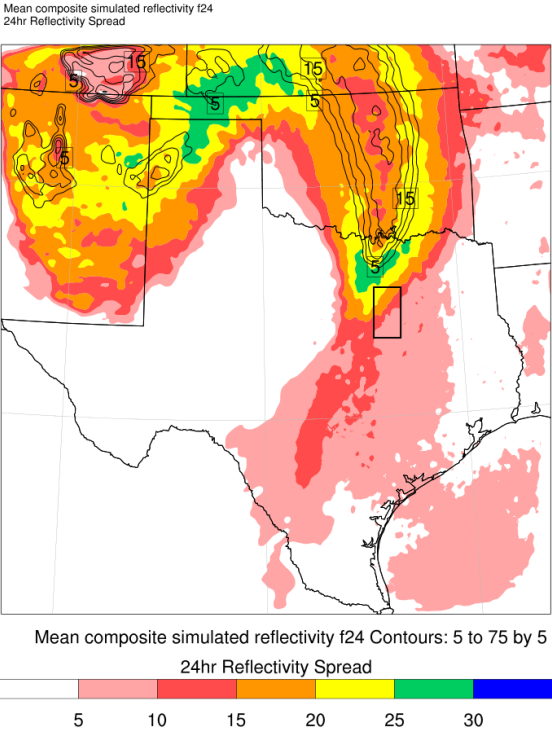 Mean composite simulated reflectivity f24
24hr Reflectivity Spread
15
5
15
5
5
5
15
5
Mean composite simulated reflectivity f24 Contours: 5 to 75 by 5
24hr Reflectivity Spread
5 10 15 20 25 30